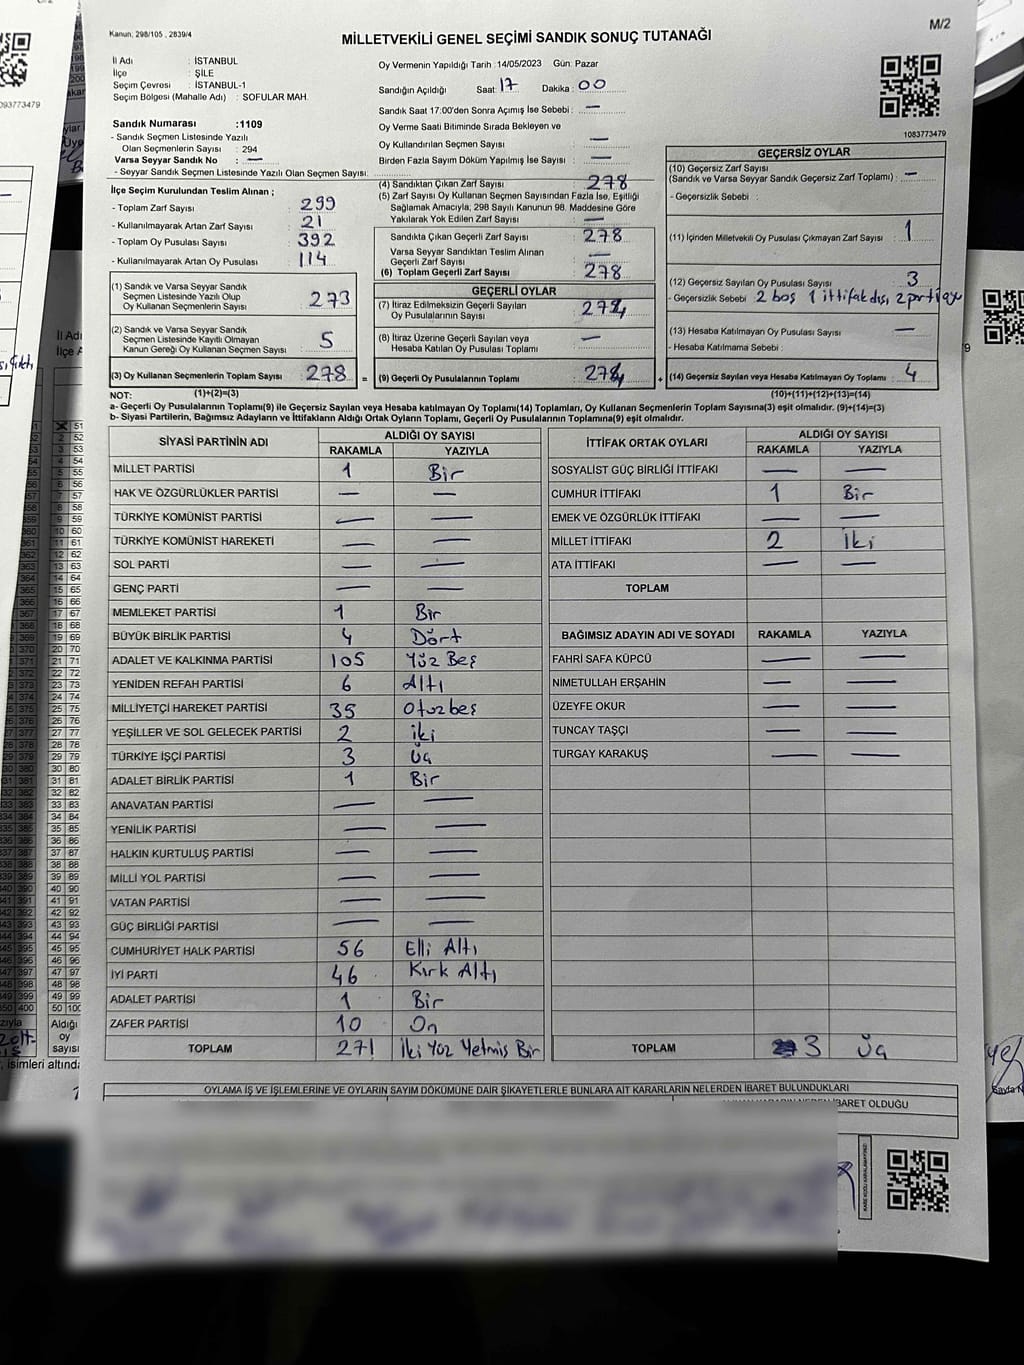 Kanun; 298/105 , 2839/4
M/2
MİLLETVEKİLİ GENEL SEÇİMİ SANDIK SONUÇ TUTANAĞI
İl Adı : İSTANBUL
İlçe : ŞİLE
Seçim Çevresi : İSTANBUL-1
Seçim Bölgesi (Mahalle Adı) : SOFULAR MAH.
Sandık Numarası :1109
- Sandık Seçmen Listesinde Yazılı
Olan Seçmenlerin Sayısı : 294
Varsa Seyyar Sandık No : —
- Seyyar Sandık Seçmen Listesinde Yazılı Olan Seçmen Sayısı:
Oy Vermenin Yapıldığı Tarih :14/05/2023 Gün: Pazar
Sandığın Açıldığı Saat: 17 Dakika : 00
Sandık Saat 17:00'den Sonra Açımış İse Sebebi : —
Oy Verme Saati Bitiminde Sırada Bekleyen ve
Oy Kullandırılan Seçmen Sayısı : —
Birden Fazla Sayım Döküm Yapılmış İse Sayısı : —
1083773479
İlçe Seçim Kurulundan Teslim Alınan ;
- Toplam Zarf Sayısı : 299
- Kullanılmayarak Artan Zarf Sayısı : 21
- Toplam Oy Pusulası Sayısı : 392
- Kullanılmayarak Artan Oy Pusulası : 114
(1) Sandık ve Varsa Seyyar Sandık
Seçmen Listesinde Yazılı Olup
Oy Kullanan Seçmenlerin Sayısı : 273
(2) Sandık ve Varsa Seyyar Sandık
Seçmen Listesinde Kayıtlı Olmayan
Kanun Gereği Oy Kullanan Seçmen Sayısı : 5
(3) Oy Kullanan Seçmenlerin Toplam Sayısı : 278
(4) Sandıktan Çıkan Zarf Sayısı : 278
(5) Zarf Sayısı Oy Kullanan Seçmen Sayısından Fazla İse, Eşitliği
Sağlamak Amacıyla; 298 Sayılı Kanunun 98. Maddesine Göre
Yakılarak Yok Edilen Zarf Sayısı : —
Sandıkta Çıkan Geçerli Zarf Sayısı : 278
Varsa Seyyar Sandıktan Teslim Alınan
Geçerli Zarf Sayısı : —
(6) Toplam Geçerli Zarf Sayısı : 278
GEÇERLİ OYLAR
(7) İtiraz Edilmeksizin Geçerli Sayılan
Oy Pusulalarının Sayısı : 274
(8) İtiraz Üzerine Geçerli Sayılan veya
Hesaba Katılan Oy Pusulası Toplamı : —
= (9) Geçerli Oy Pusulalarının Toplamı : 274 +
GEÇERSİZ OYLAR
(10) Geçersiz Zarf Sayısı
(Sandık ve Varsa Seyyar Sandık Geçersiz Zarf Toplamı) : —
- Geçersizlik Sebebi :
(11) İçinden Milletvekili Oy Pusulası Çıkmayan Zarf Sayısı : 1
(12) Geçersiz Sayılan Oy Pusulası Sayısı : 3
- Geçersizlik Sebebi : 2 boş 1 ittifakdışı 2 partiay
(13) Hesaba Katılmayan Oy Pusulası Sayısı : —
- Hesaba Katılmama Sebebi :
(14) Geçersiz Sayılan veya Hesaba Katılmayan Oy Toplamı : 4
NOT: (1)+(2)=(3) (10)+(11)+(12)+(13)=(14)
a- Geçerli Oy Pusulalarının Toplamı(9) ile Geçersiz Sayılan veya Hesaba katılmayan Oy Toplamı(14) Toplamları, Oy Kullanan Seçmenlerin Toplam Sayısına(3) eşit olmalıdır. (9)+(14)=(3)
b- Siyasi Partilerin, Bağımsız Adayların ve İttifakların Aldığı Ortak Oyların Toplamı, Geçerli Oy Pusulalarının Toplamına(9) eşit olmalıdır.
SİYASİ PARTİNİN ADI ALDIĞI OY SAYISI
RAKAMLA YAZIYLA
MİLLET PARTİSİ 1 Bir
HAK VE ÖZGÜRLÜKLER PARTİSİ — —
TÜRKİYE KOMÜNİST PARTİSİ — —
TÜRKİYE KOMÜNİST HAREKETİ — —
SOL PARTİ — —
GENÇ PARTİ — —
MEMLEKET PARTİSİ 1 Bir
BÜYÜK BİRLİK PARTİSİ 4 Dört
ADALET VE KALKINMA PARTİSİ 105 Yüz Beş
YENİDEN REFAH PARTİSİ 6 Altı
MİLLİYETÇİ HAREKET PARTİSİ 35 Otuzbeş
YEŞİLLER VE SOL GELECEK PARTİSİ 2 iki
TÜRKİYE İŞÇİ PARTİSİ 3 Üç
ADALET BİRLİK PARTİSİ 1 Bir
ANAVATAN PARTİSİ — —
YENİLİK PARTİSİ — —
HALKIN KURTULUŞ PARTİSİ — —
MİLLİ YOL PARTİSİ — —
VATAN PARTİSİ — —
GÜÇ BİRLİĞİ PARTİSİ — —
CUMHURİYET HALK PARTİSİ 56 Elli Altı
İYİ PARTİ 46 Kırk Altı
ADALET PARTİSİ 1 Bir
ZAFER PARTİSİ 10 On
TOPLAM 271 İki Yüz Yetmiş Bir
İTTİFAK ORTAK OYLARI ALDIĞI OY SAYISI
RAKAMLA YAZIYLA
SOSYALİST GÜÇ BİRLİĞİ İTTİFAKI — —
CUMHUR İTTİFAKI 1 Bir
EMEK VE ÖZGÜRLÜK İTTİFAKI — —
MİLLET İTTİFAKI 2 İki
ATA İTTİFAKI — —
TOPLAM
BAĞIMSIZ ADAYIN ADI VE SOYADI RAKAMLA YAZIYLA
FAHRİ SAFA KÜPCÜ — —
NİMETULLAH ERŞAHİN — —
ÜZEYFE OKUR — —
TUNCAY TAŞÇI — —
TURGAY KARAKUŞ — —
TOPLAM 3 Üç
OYLAMA İŞ VE İŞLEMLERİNE VE OYLARIN SAYIM DÖKÜMÜNE DAİR ŞİKAYETLERLE BUNLARA AİT KARARLARIN NELERDEN İBARET BULUNDUKLARI
İBARET OLDUĞU